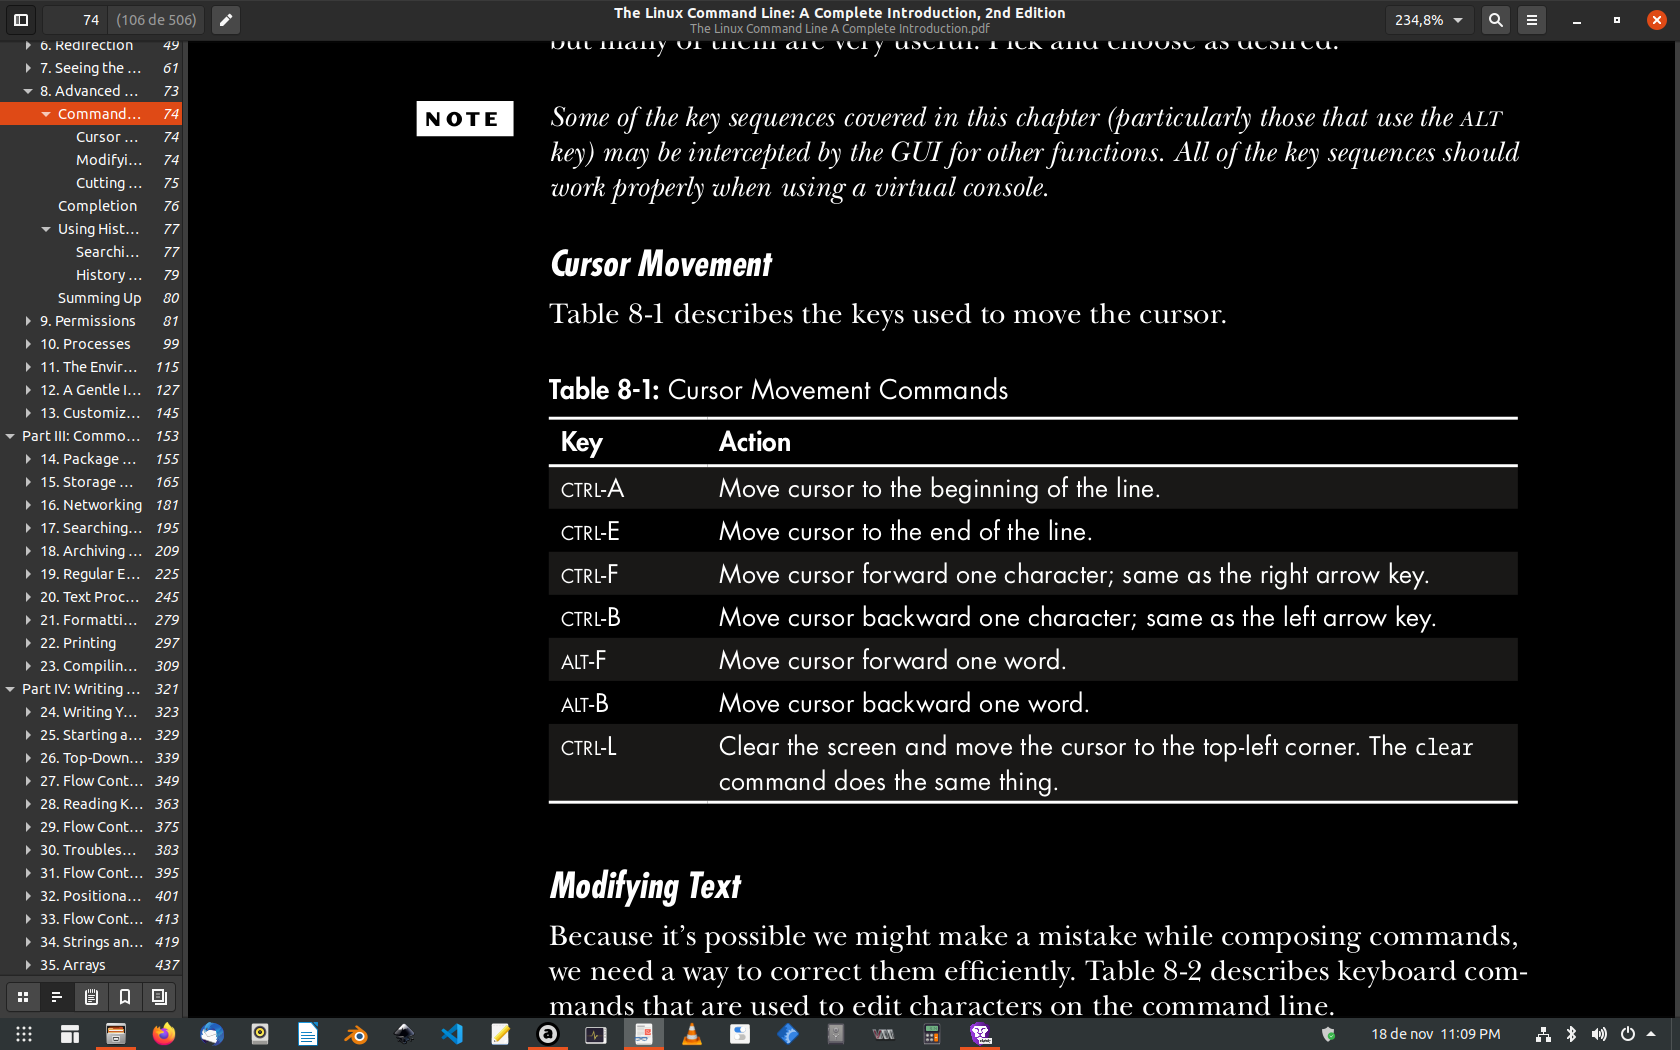 74 (106 de 506)
The Linux Command Line: A Complete Introduction, 2nd Edition
The Linux Command Line A Complete Introduction.pdf
234,8%
6. Redirection 49
7. Seeing the ... 61
8. Advanced ... 73
Command... 74
Cursor ... 74
Modifyi... 74
Cutting ... 75
Completion 76
Using Hist... 77
Searchi... 77
History ... 79
Summing Up 80
9. Permissions 81
10. Processes 99
11. The Envir... 115
12. A Gentle I... 127
13. Customiz... 145
Part III: Commo... 153
14. Package ... 155
15. Storage ... 165
16. Networking 181
17. Searching... 195
18. Archiving ... 209
19. Regular E... 225
20. Text Proc... 245
21. Formatti... 279
22. Printing 297
23. Compilin... 309
Part IV: Writing ... 321
24. Writing Y... 323
25. Starting a... 329
26. Top-Down... 339
27. Flow Cont... 349
28. Reading K... 363
29. Flow Cont... 375
30. Troubles... 383
31. Flow Cont... 395
32. Positiona... 401
33. Flow Cont... 413
34. Strings an... 419
35. Arrays 437
but many of them are very useful. Pick and choose as desired.
NOTE
Some of the key sequences covered in this chapter (particularly those that use the ALT
key) may be intercepted by the GUI for other functions. All of the key sequences should
work properly when using a virtual console.
Cursor Movement
Table 8-1 describes the keys used to move the cursor.
Table 8-1: Cursor Movement Commands
Key Action
CTRL-A Move cursor to the beginning of the line.
CTRL-E Move cursor to the end of the line.
CTRL-F Move cursor forward one character; same as the right arrow key.
CTRL-B Move cursor backward one character; same as the left arrow key.
ALT-F Move cursor forward one word.
ALT-B Move cursor backward one word.
CTRL-L Clear the screen and move the cursor to the top-left corner. The clear
command does the same thing.
Modifying Text
Because it's possible we might make a mistake while composing commands,
we need a way to correct them efficiently. Table 8-2 describes keyboard com-
mands that are used to edit characters on the command line.
18 de nov 11:09 PM